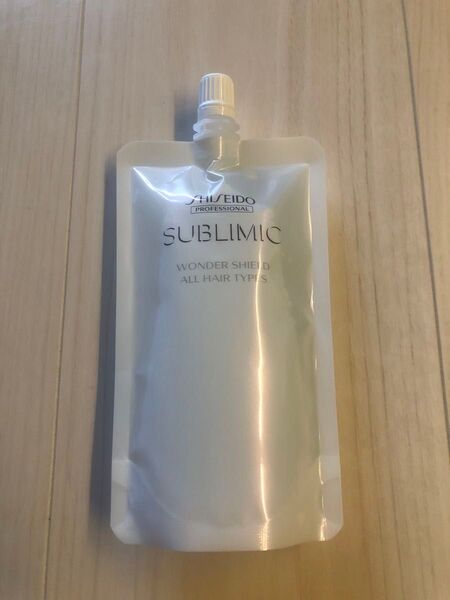 SHISEIDO
PROFESSIONAL
SUBLIMIC
WONDER SHIELD
ALL HAIR TYPES